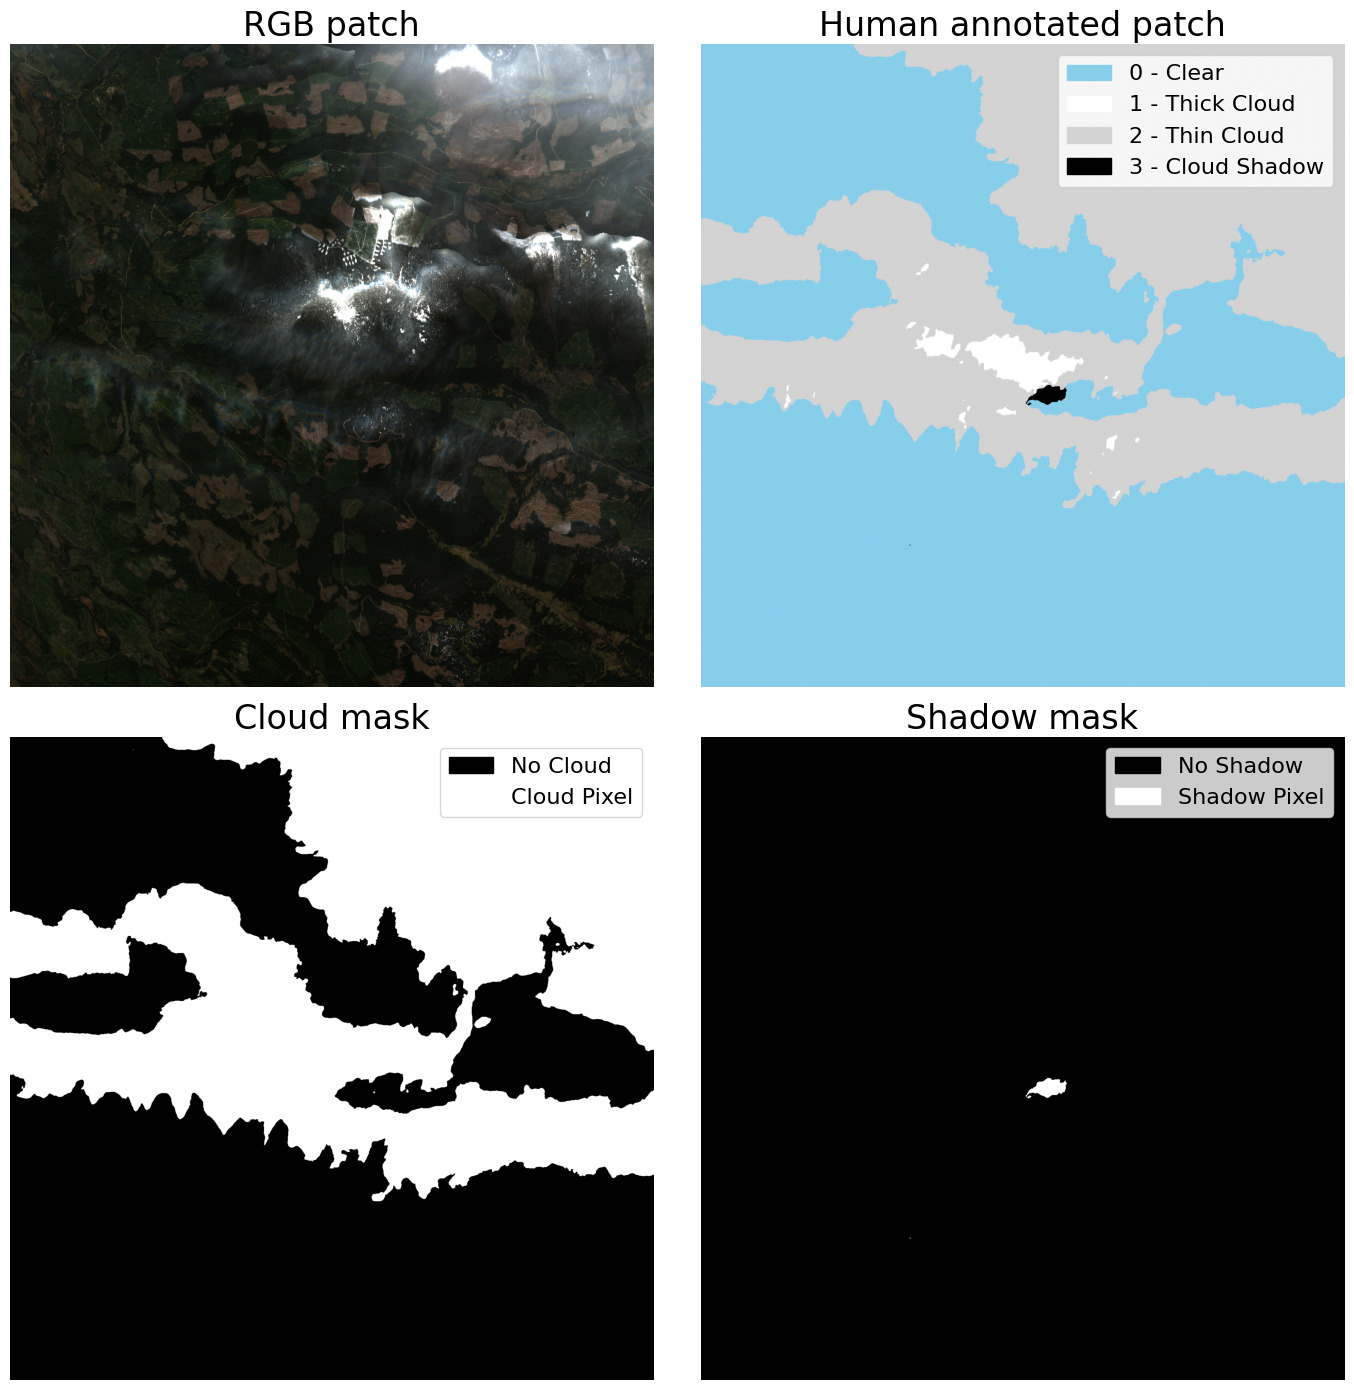 RGB patch
Human annotated patch
0 - Clear
1 - Thick Cloud
2 - Thin Cloud
3 - Cloud Shadow
Cloud mask
No Cloud
Cloud Pixel
Shadow mask
No Shadow
Shadow Pixel